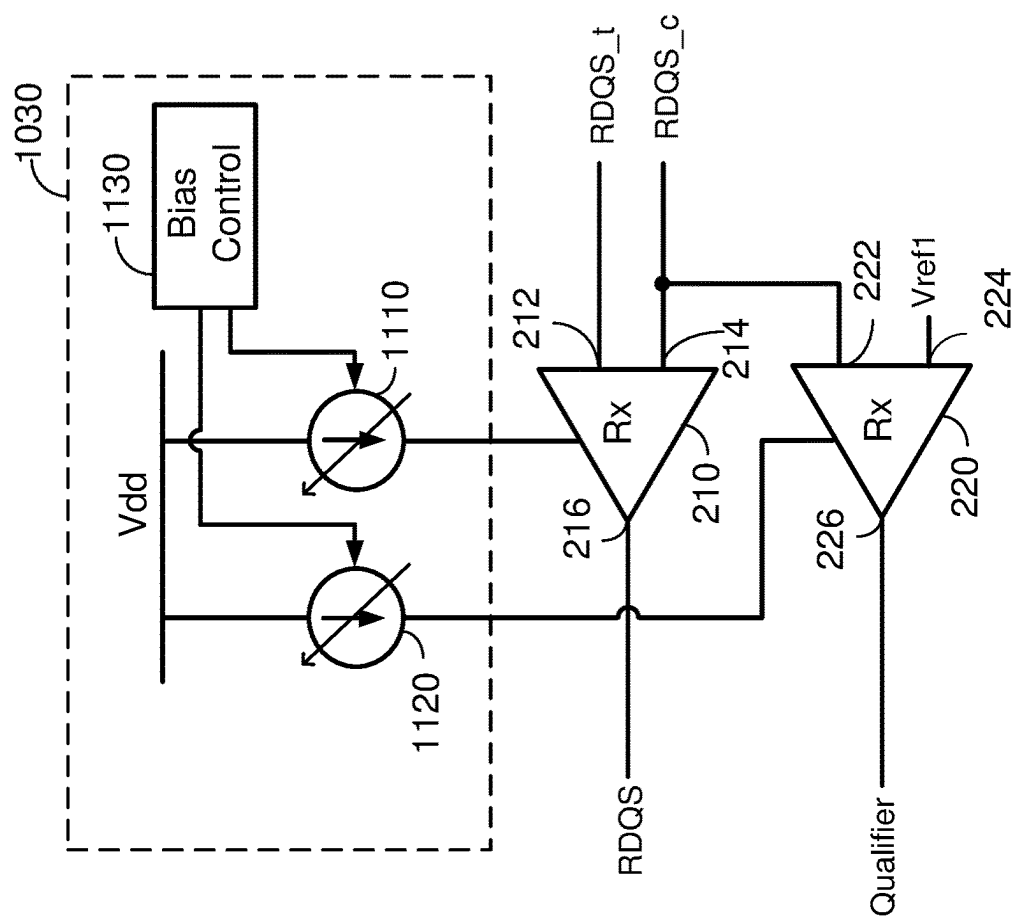 1030
1130
Bias
Control
Vdd
1110
1120
RDQS_t
RDQS_c
212
214
Rx
210
216
RDQS
222
Vref1
224
Rx
220
226
Qualifier